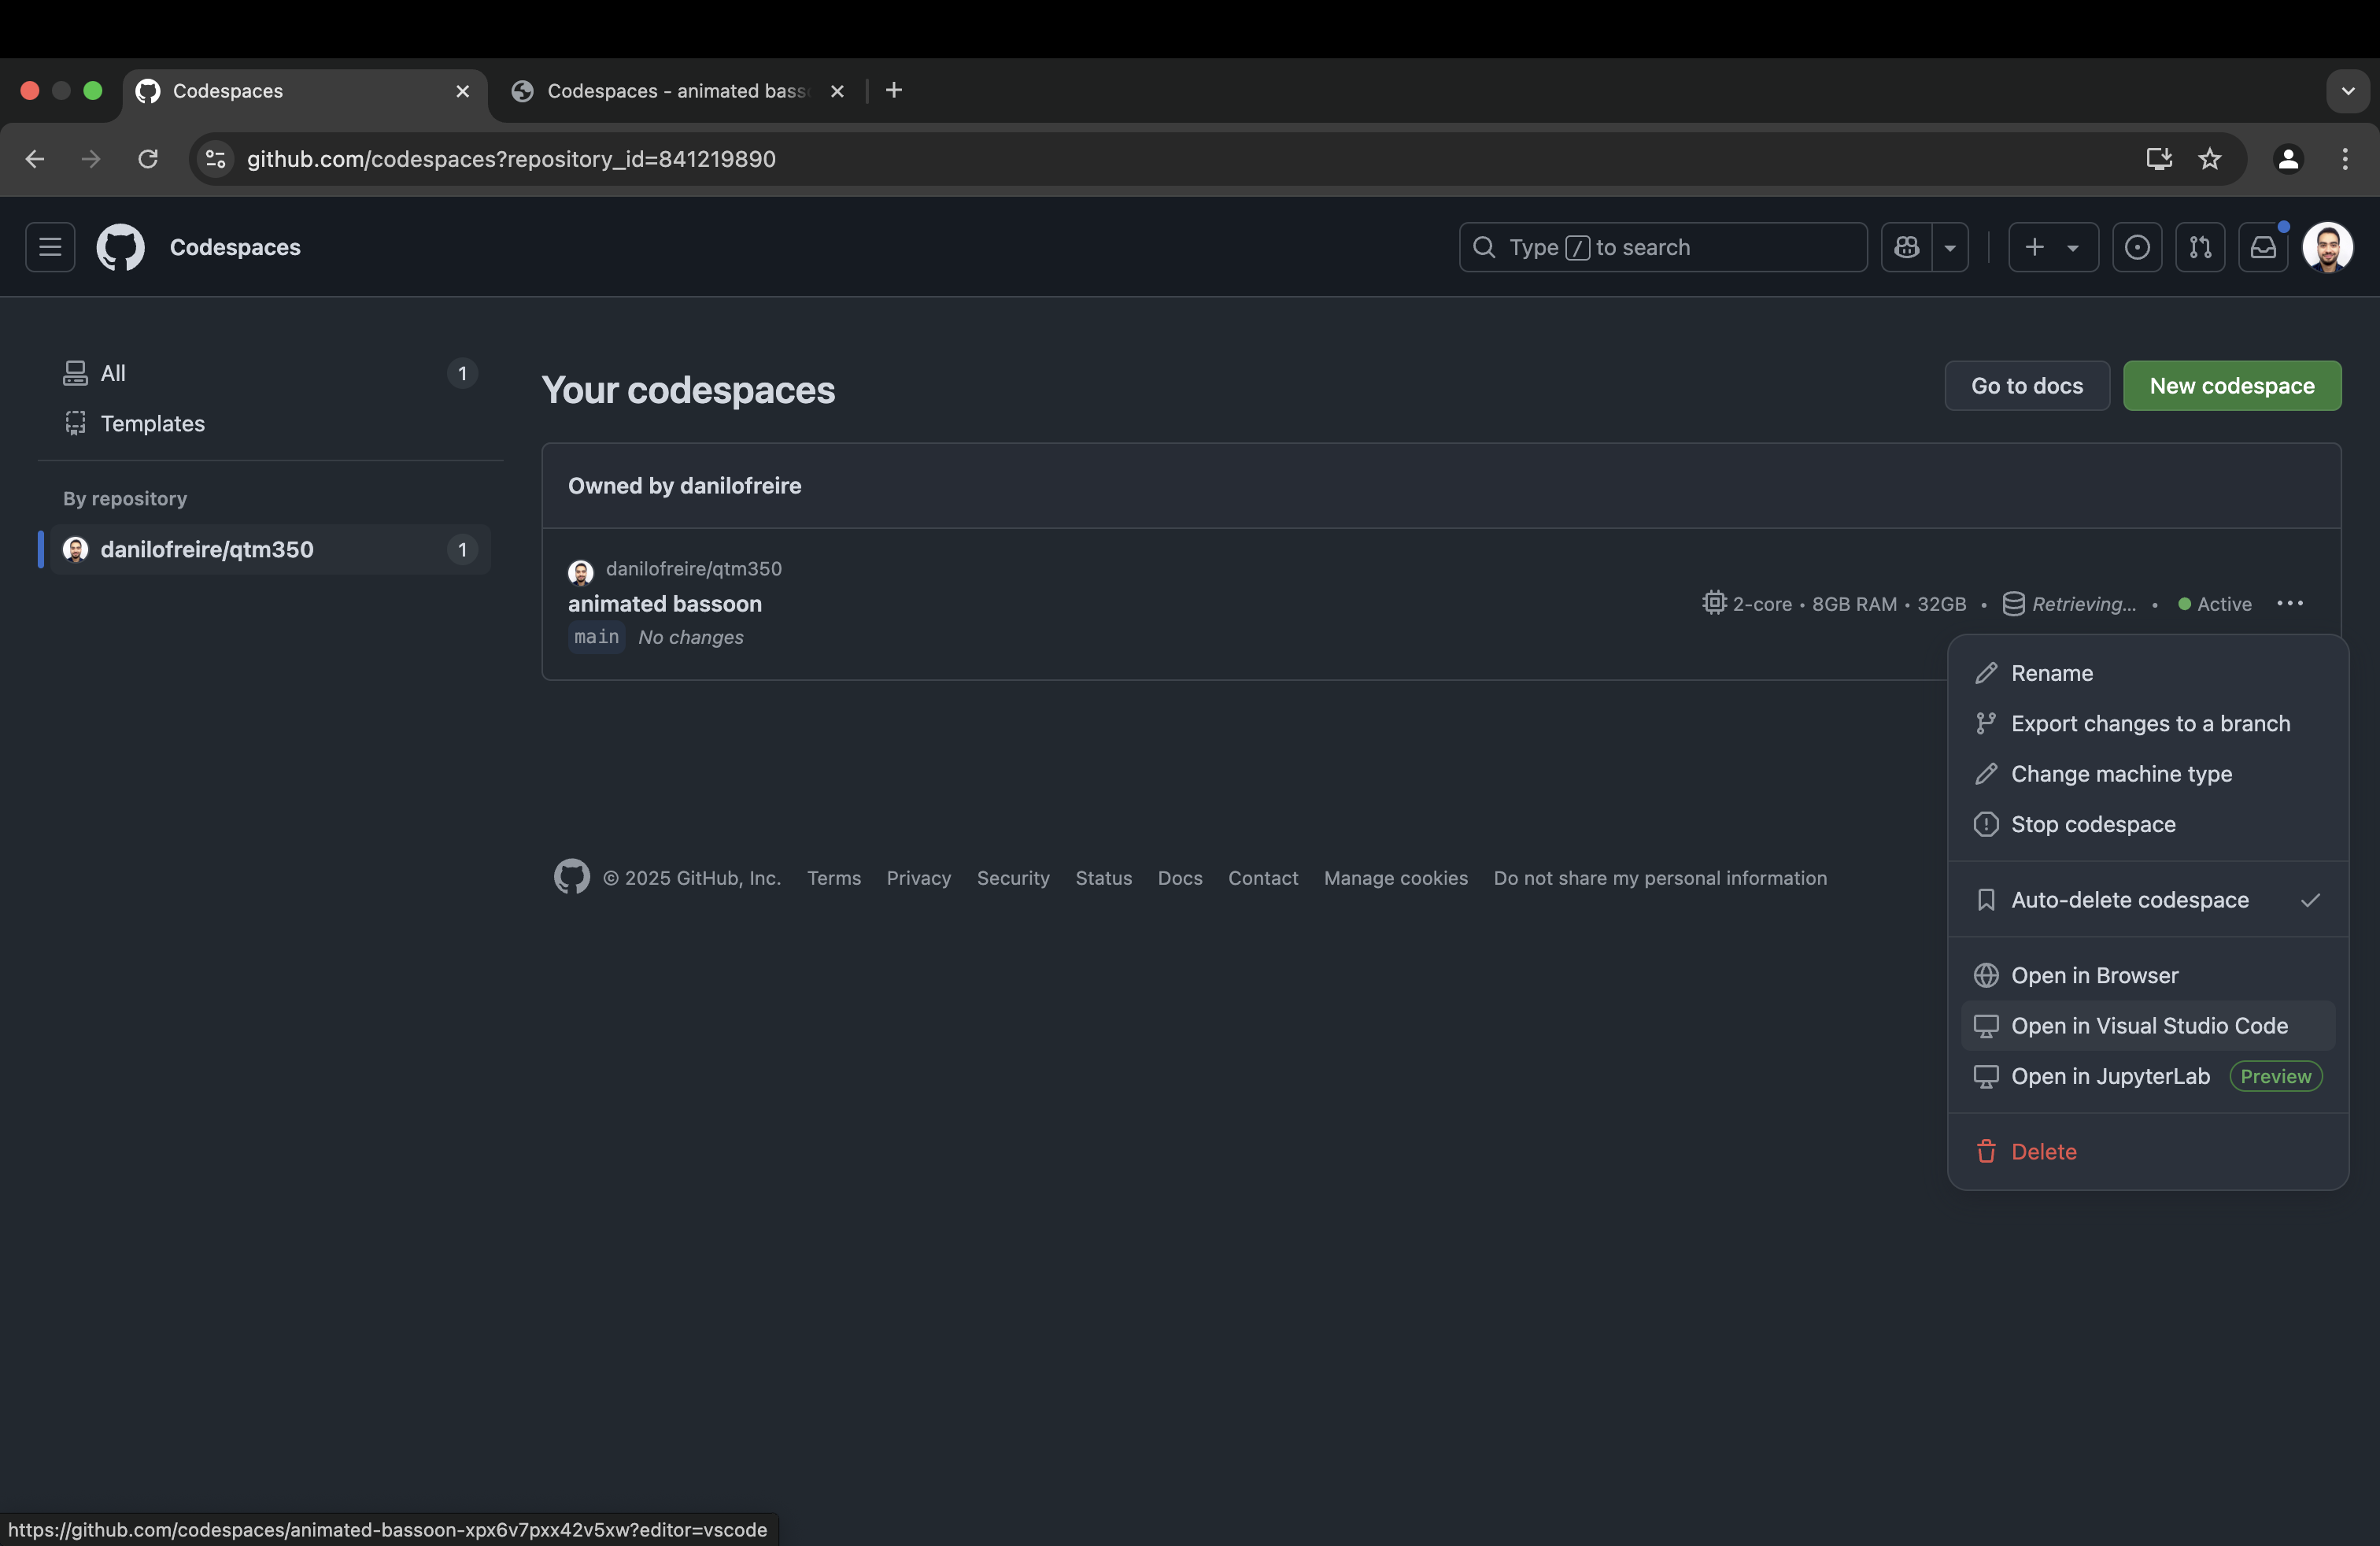 Codespaces
Codespaces - animated bass
github.com/codespaces?repository_id=841219890
Codespaces
Type / to search
All 1
Templates
By repository
danilofreire/qtm350 1
Your codespaces
Go to docs
New codespace
Owned by danilofreire
danilofreire/qtm350
animated bassoon
2-core • 8GB RAM • 32GB • Retrieving... • Active
main No changes
Rename
Export changes to a branch
Change machine type
Stop codespace
Auto-delete codespace
Open in Browser
Open in Visual Studio Code
Open in JupyterLab Preview
Delete
© 2025 GitHub, Inc. Terms Privacy Security Status Docs Contact Manage cookies Do not share my personal information
https://github.com/codespaces/animated-bassoon-xpx6v7pxx42v5xw?editor=vscode